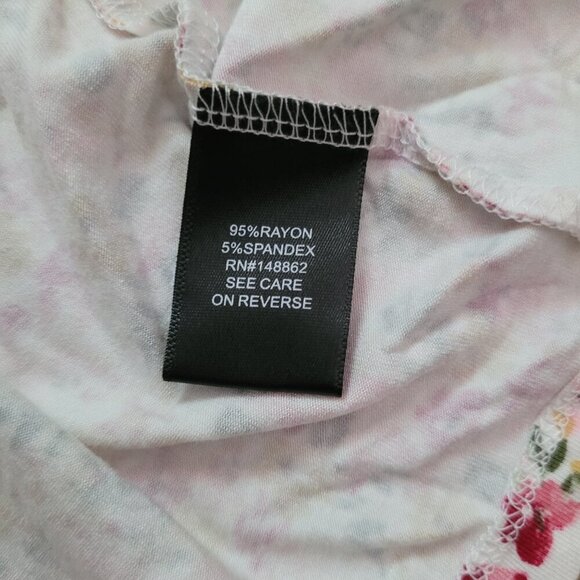 95%RAYON
5%SPANDEX
RN#148862
SEE CARE
ON REVERSE